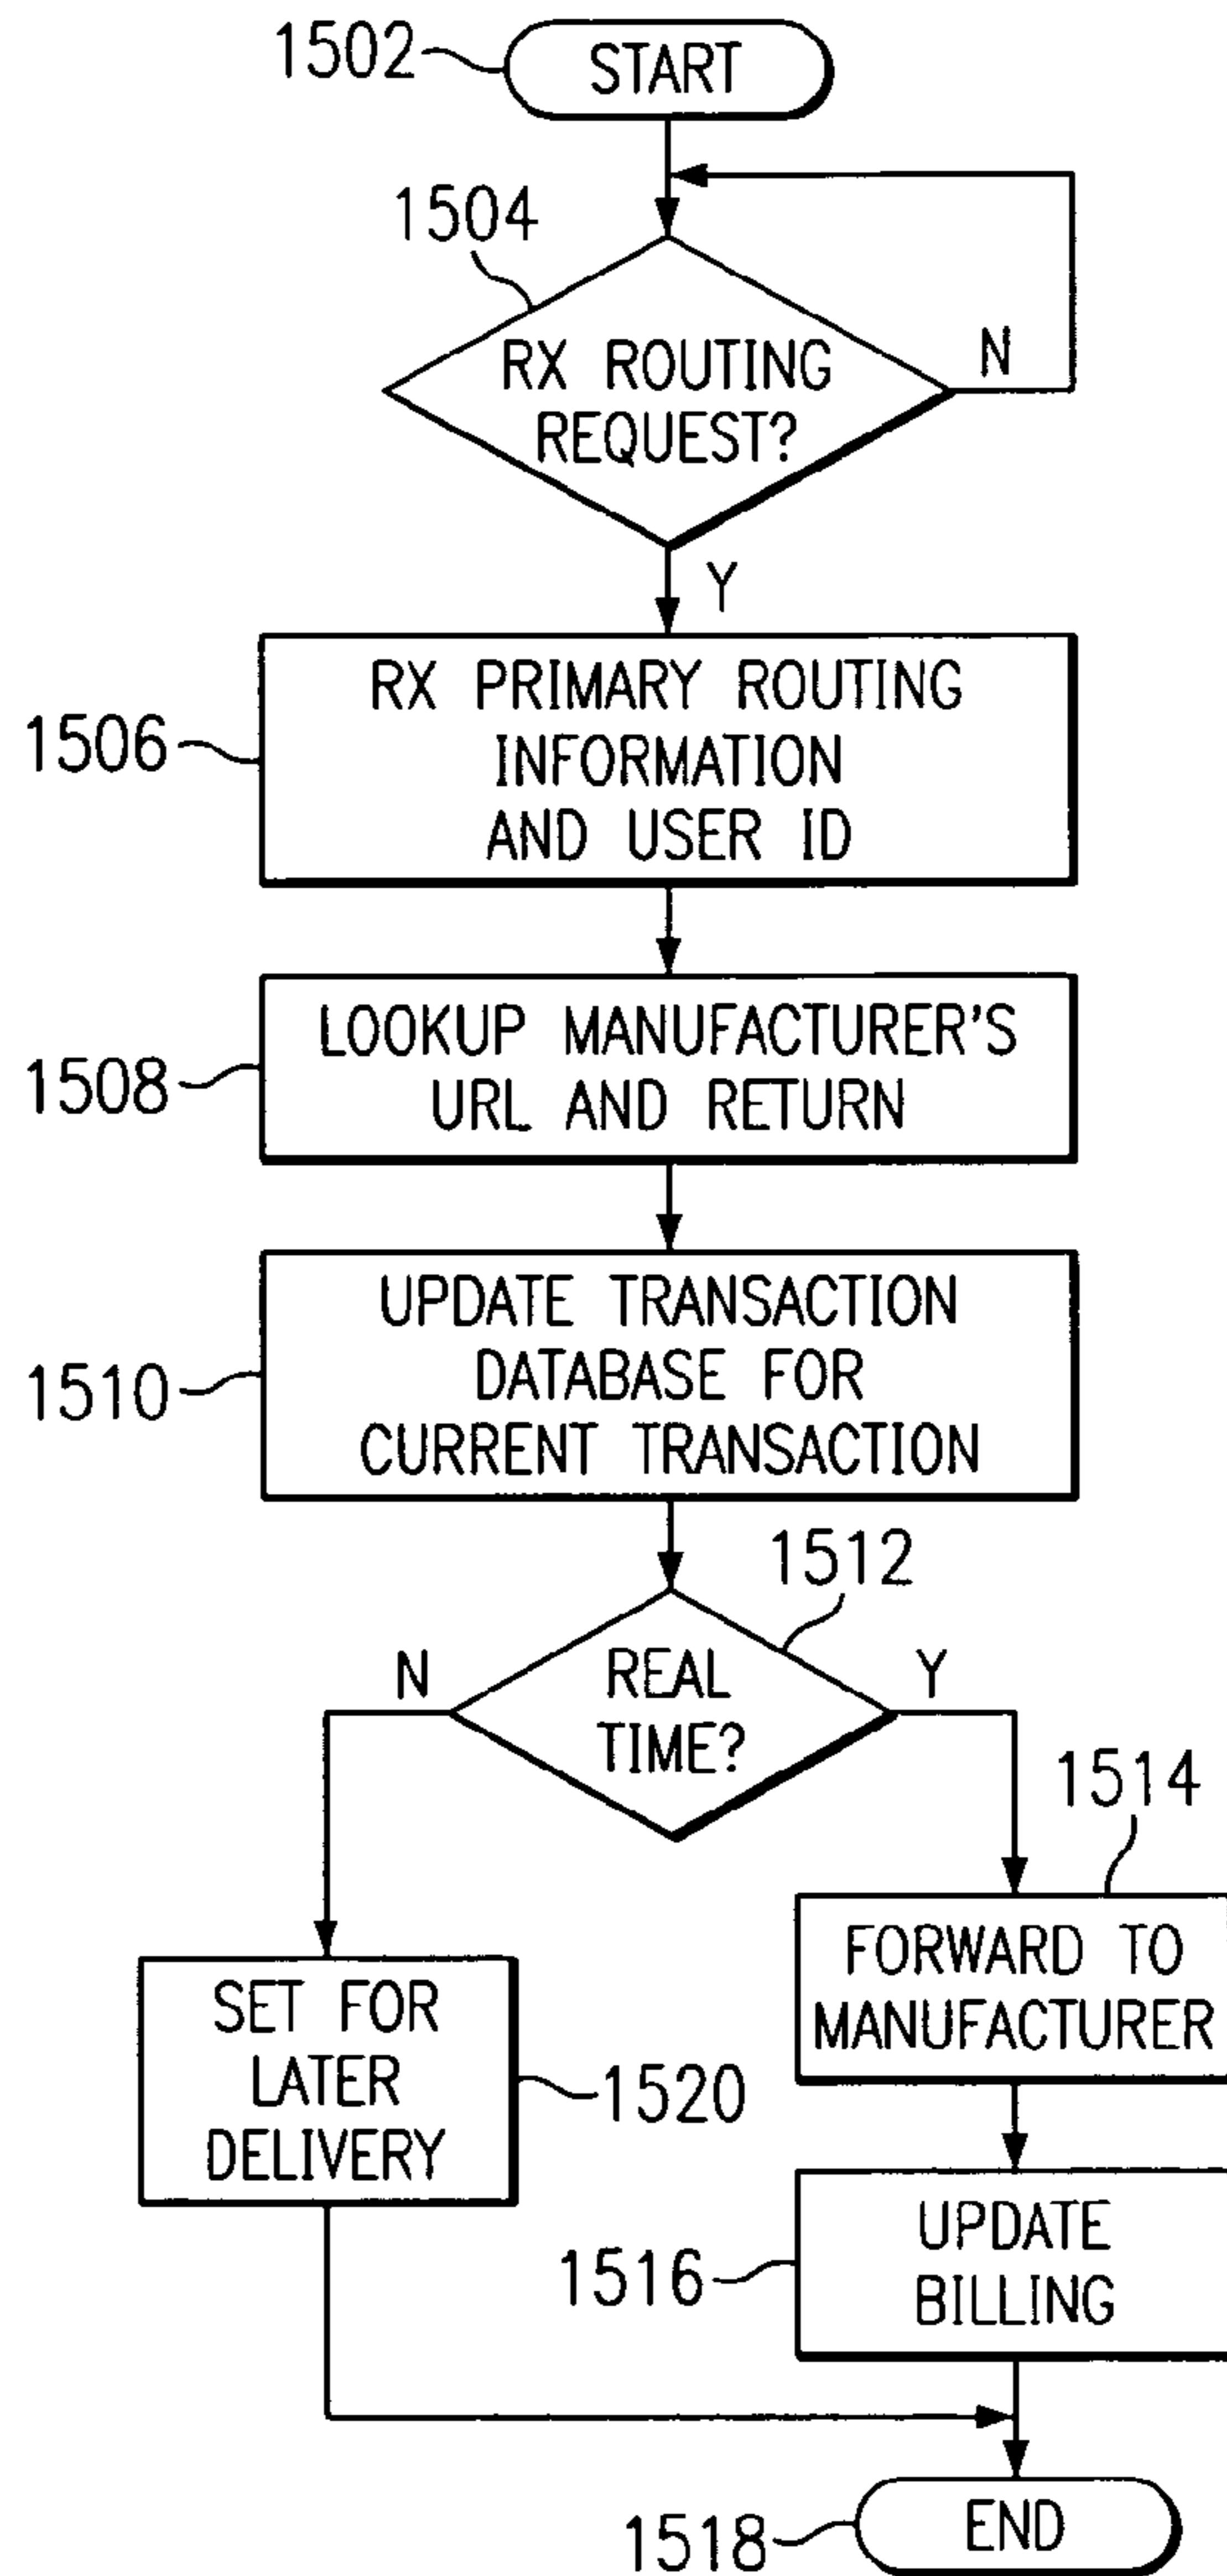 1502
START
1504
RX ROUTING
REQUEST?
N
Y
1506
RX PRIMARY ROUTING
INFORMATION
AND USER ID
1508
LOOKUP MANUFACTURER'S
URL AND RETURN
1510
UPDATE TRANSACTION
DATABASE FOR
CURRENT TRANSACTION
1512
N
REAL
TIME?
Y
1514
FORWARD TO
MANUFACTURER
SET FOR
LATER
DELIVERY
1520
1516
UPDATE
BILLING
1518
END